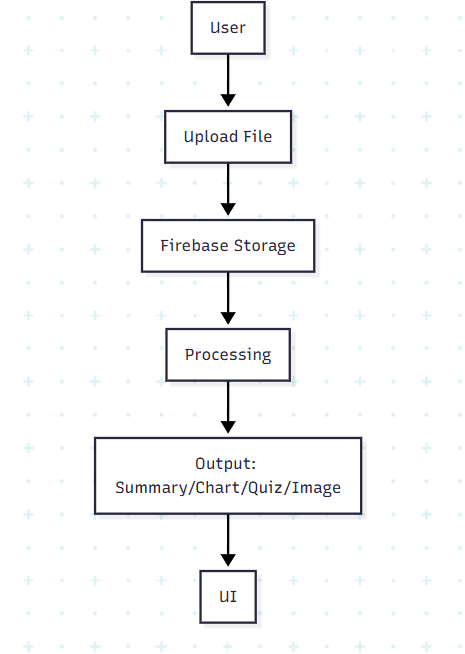 User
Upload File
Firebase Storage
Processing
Output:
Summary/Chart/Quiz/Image
UI